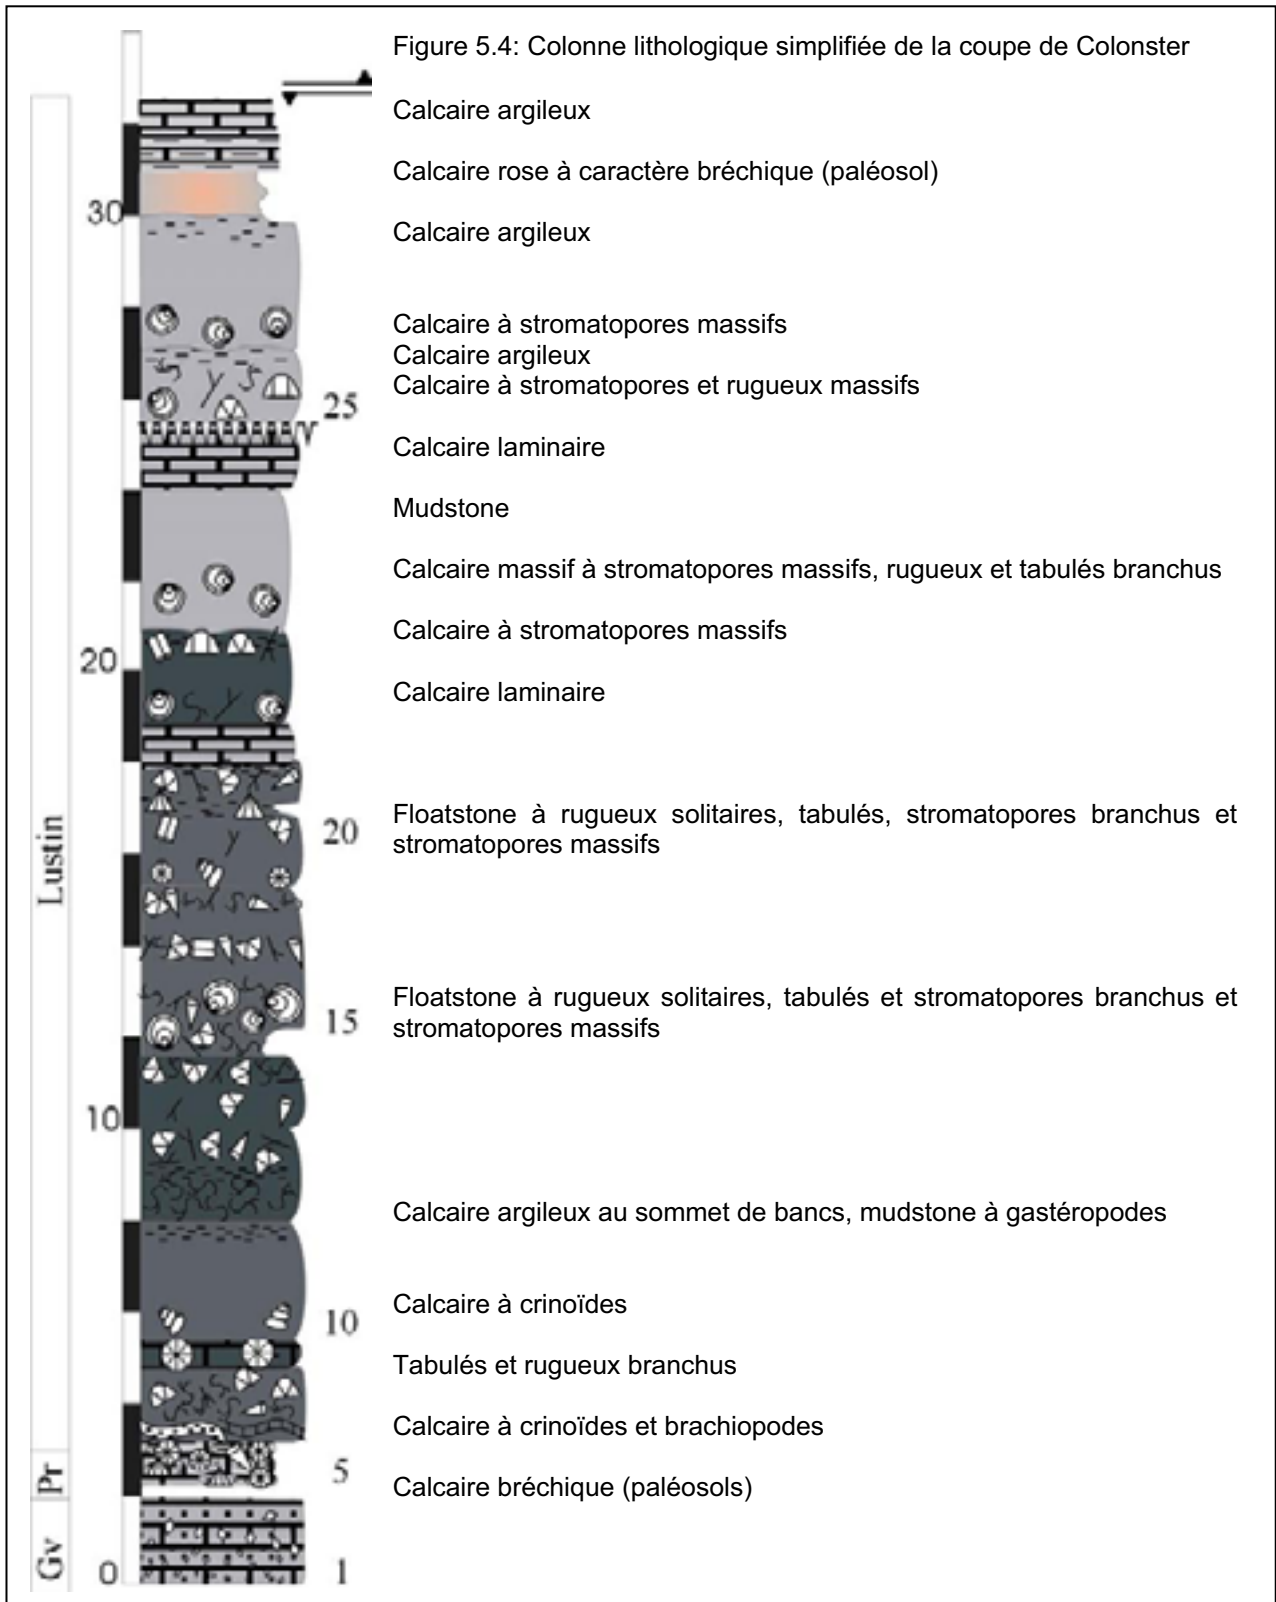 Figure 5.4: Colonne lithologique simplifiée de la coupe de Colonster
Calcaire argileux
Calcaire rose à caractère bréchique (paléosol)
30
Calcaire argileux
Calcaire à stromatopores massifs
Calcaire argileux
Calcaire à stromatopores et rugueux massifs
25
Calcaire laminaire
Mudstone
Calcaire massif à stromatopores massifs, rugueux et tabulés branchus
Calcaire à stromatopores massifs
20
Calcaire laminaire
Floatstone à rugueux solitaires, tabulés, stromatopores branchus et
stromatopores massifs
20
Lustin
Floatstone à rugueux solitaires, tabulés et stromatopores branchus et
stromatopores massifs
15
10
Calcaire argileux au sommet de bancs, mudstone à gastéropodes
Calcaire à crinoïdes
10
Tabulés et rugueux branchus
Calcaire à crinoïdes et brachiopodes
Pr
5
Calcaire bréchique (paléosols)
Gv
0
1